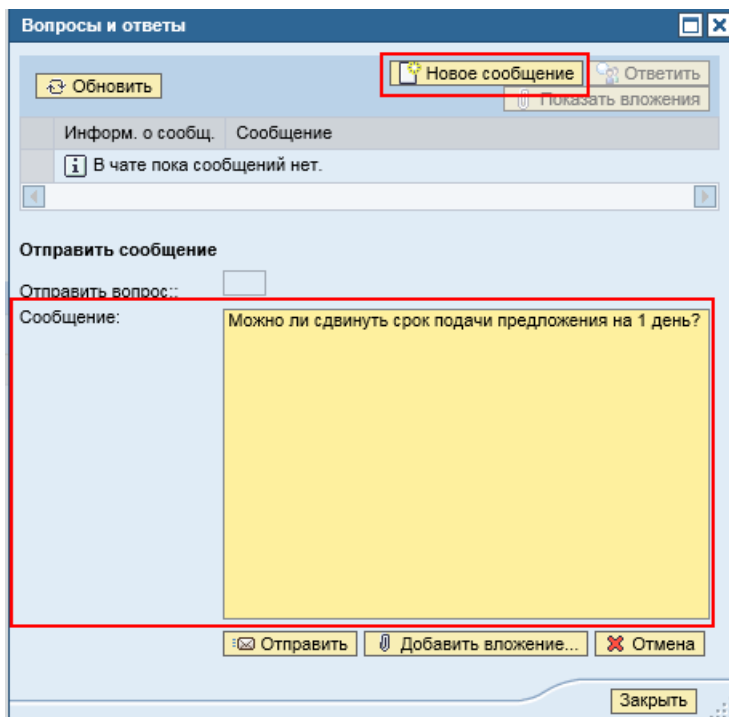 Вопросы и ответы
Обновить
Новое сообщение
Ответить
Показать вложения
Информ. о сообщ. Сообщение
В чате пока сообщений нет.
Отправить сообщение
Отправить вопрос::
Сообщение:
Можно ли сдвинуть срок подачи предложения на 1 день?
Отправить
Добавить вложение...
Отмена
Закрыть